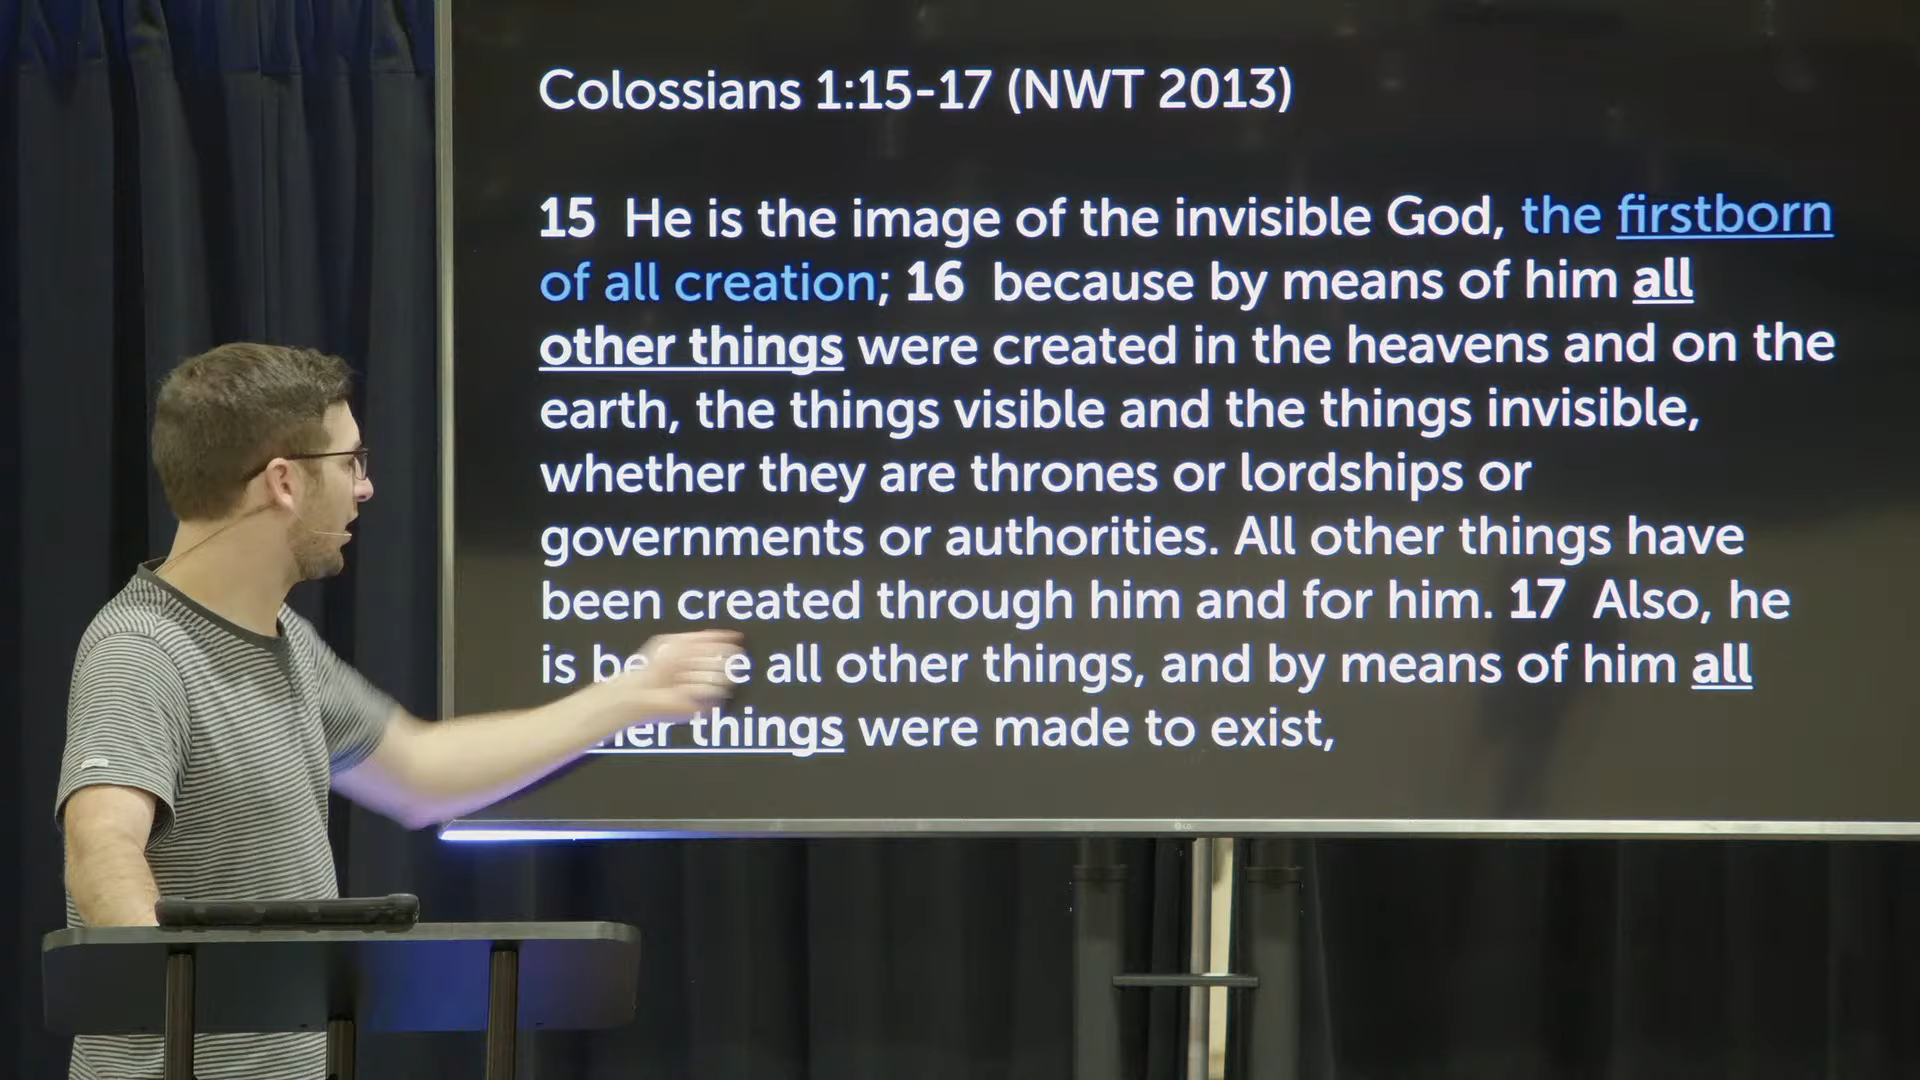 Colossians 1:15-17 (NWT 2013)
15 He is the image of the invisible God, the firstborn
of all creation; 16 because by means of him all
other things were created in the heavens and on the
earth, the things visible and the things invisible,
whether they are thrones or lordships or
governments or authorities. All other things have
been created through him and for him. 17 Also, he
is all other things, and by means of him all
things were made to exist,
LG